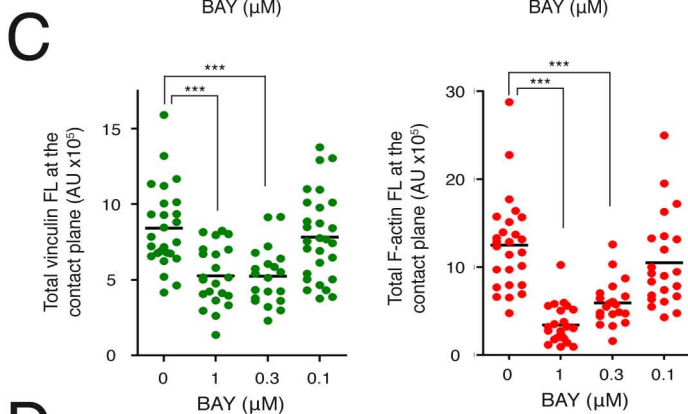 BAY (µM)
BAY (µM)
C
***
***
Total vinculin FL at the
contact plane (AU x10⁵)
15
10
5
0
0 1 0.3 0.1
BAY (µM)
***
***
Total F-actin FL at the
contact plane (AU x10⁵)
30
20
10
0
0 1 0.3 0.1
BAY (µM)